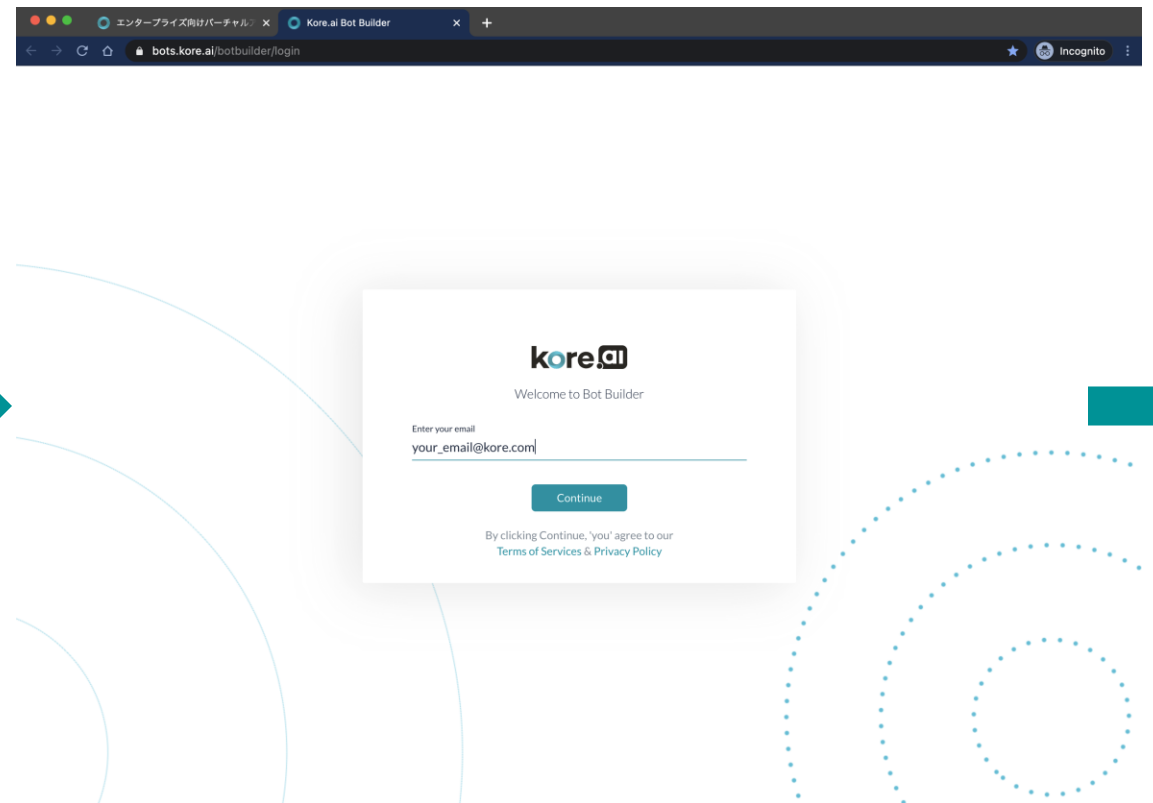 エンタープライズ向けバーチャル
Kore.ai Bot Builder
bots.kore.ai/botbuilder/login
Incognito
kore.ai
Welcome to Bot Builder
Enter your email
your_email@kore.com
Continue
By clicking Continue, 'you' agree to our
Terms of Services & Privacy Policy